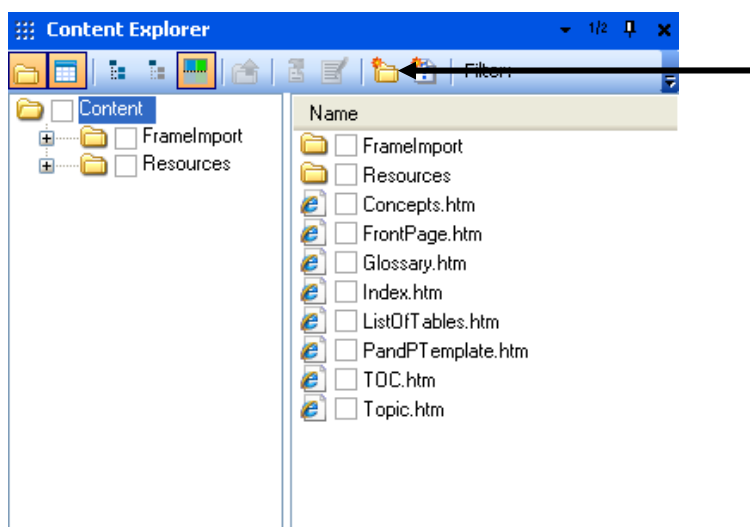 Content Explorer 1/2
Filter:
Content
FrameImport
Resources
Name
FrameImport
Resources
Concepts.htm
FrontPage.htm
Glossary.htm
Index.htm
ListOfTables.htm
PandPTemplate.htm
TOC.htm
Topic.htm